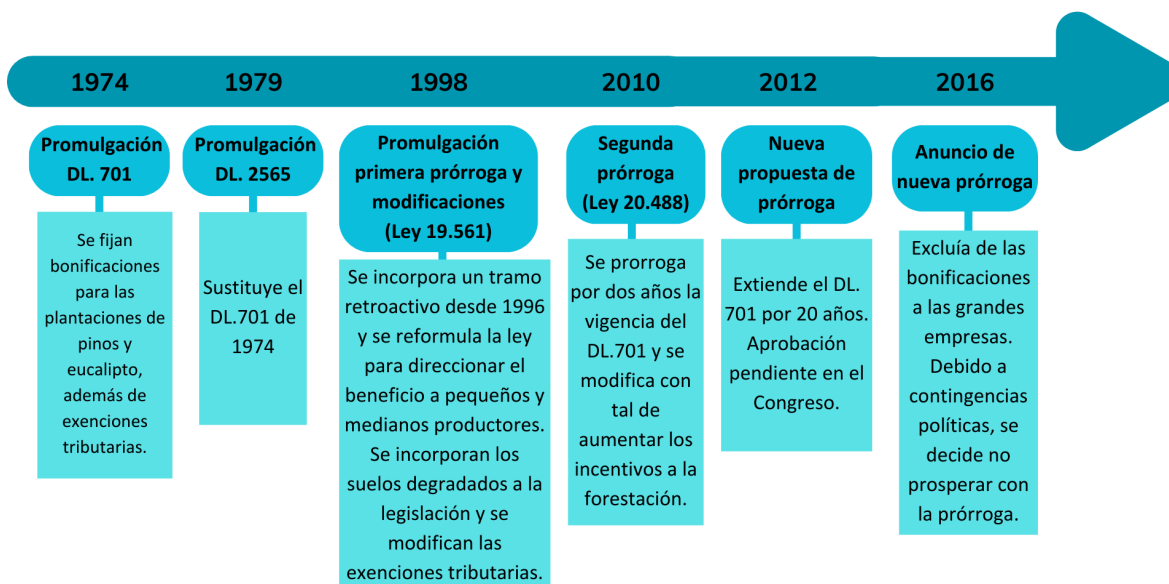 1974
1979
1998
2010
2012
2016
Promulgación
DL. 701
Se fijan
bonificaciones
para las
plantaciones de
pinos y
eucalipto,
además de
exenciones
tributarias.
Promulgación
DL. 2565
Sustituye el
DL.701 de
1974
Promulgación
primera prórroga y
modificaciones
(Ley 19.561)
Se incorpora un tramo
retroactivo desde 1996
y se reformula la ley
para direccionar el
beneficio a pequeños y
medianos productores.
Se incorporan los
suelos degradados a la
legislación y se
modifican las
exenciones tributarias.
Segunda
prórroga
(Ley 20.488)
Se prorroga
por dos años la
vigencia del
DL.701 y se
modifica con
tal de
aumentar los
incentivos a la
forestación.
Nueva
propuesta de
prórroga
Extiende el DL.
701 por 20 años.
Aprobación
pendiente en el
Congreso.
Anuncio de
nueva prórroga
Excluía de las
bonificaciones
a las grandes
empresas.
Debido a
contingencias
políticas, se
decide no
prosperar con
la prórroga.